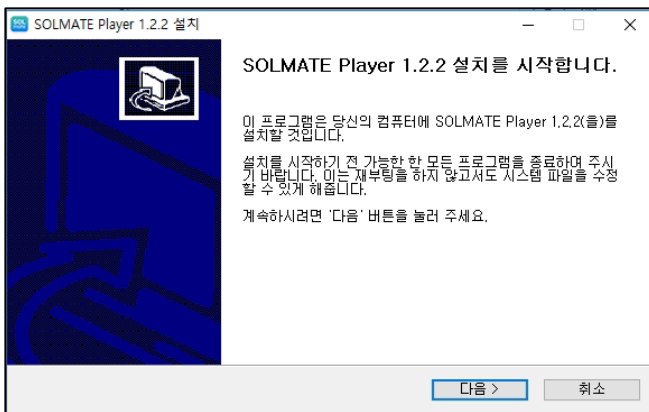 SOLMATE Player 1.2.2 설치
SOLMATE Player 1.2.2 설치를 시작합니다.
이 프로그램은 당신의 컴퓨터에 SOLMATE Player 1.2.2(을)를
설치할 것입니다.
설치를 시작하기 전 가능한 한 모든 프로그램을 종료하여 주시
기 바랍니다. 이는 재부팅을 하지 않고서도 시스템 파일을 수정
할 수 있게 해줍니다.
계속하시려면 '다음' 버튼을 눌러 주세요.
다음 >
취소